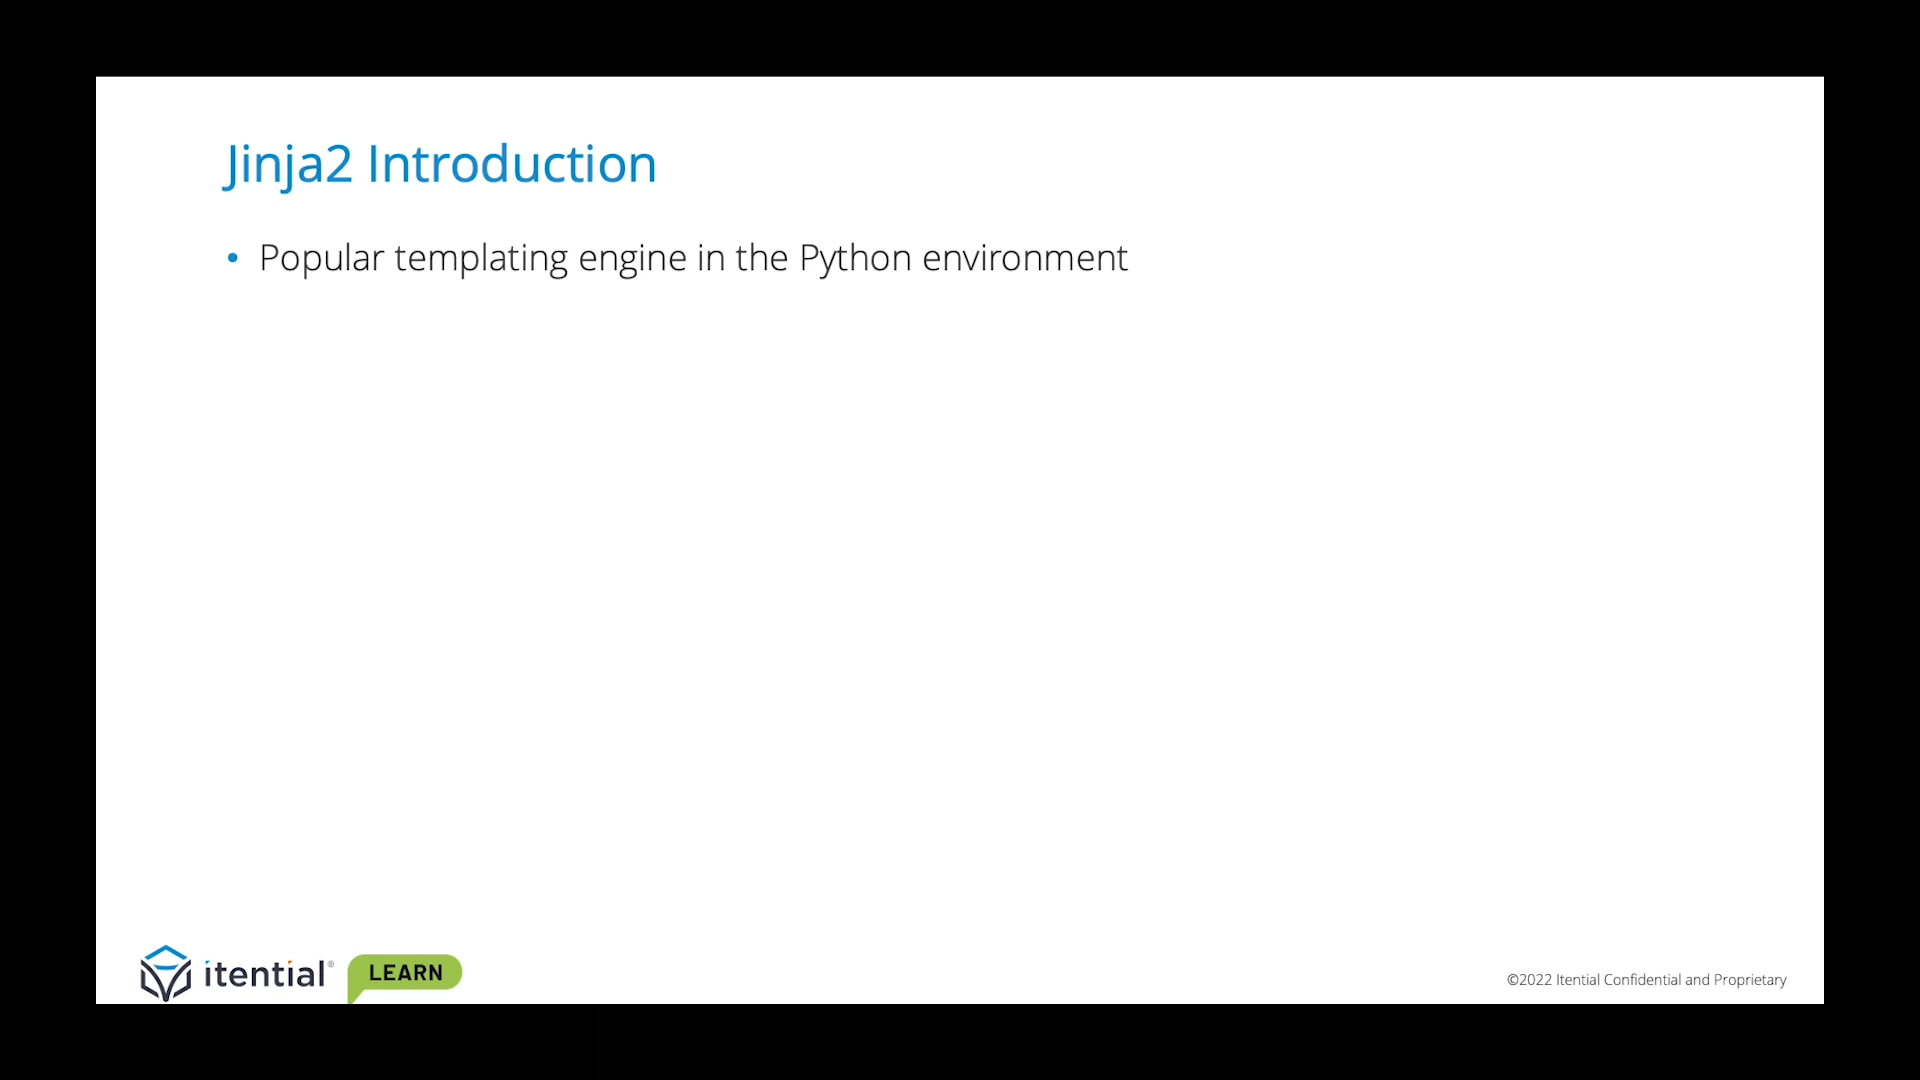 Jinja2 Introduction
• Popular templating engine in the Python environment
itential®
LEARN
©2022 Itential Confidential and Proprietary